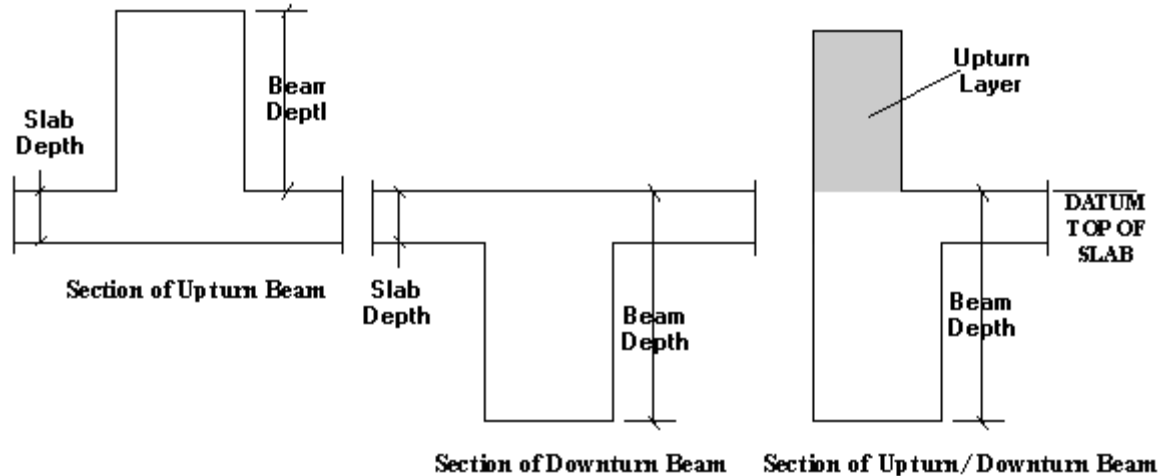 Slab
Depth
Beam
Deptl
Section of Upturn Beam
Slab
Depth
Beam
Depth
Section of Downturn Beam
Upturn
Layer
DATUM
TOP OF
SLAB
Beam
Depth
Section of Upturn/Downturn Beam